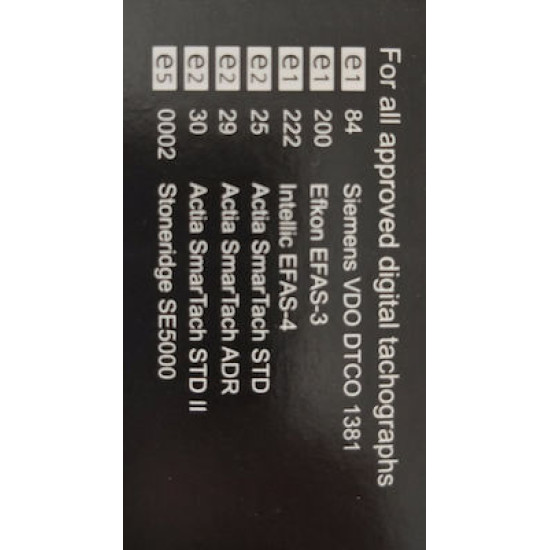 For all approved digital tachographs
e1 84 Siemens VDO DTCO 1381
e1 200 Efkon EFAS-3
e1 222 Intellic EFAS-4
e2 25 Actia SmarTach STD
e2 29 Actia SmarTach ADR
e2 30 Actia SmarTach STD II
e5 0002 Stoneridge SE5000